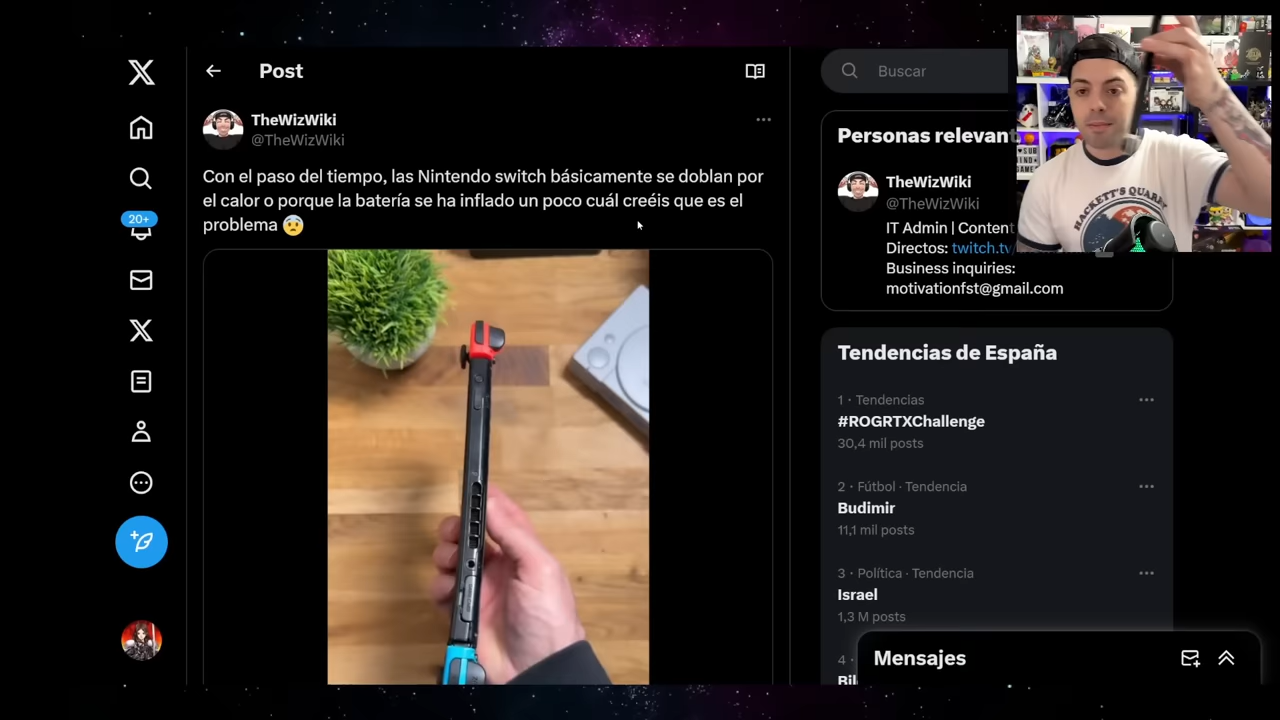 Post
TheWizWiki
@TheWizWiki
Con el paso del tiempo, las Nintendo switch básicamente se doblan por
el calor o porque la batería se ha inflado un poco cuál creéis que es el
problema 😰
20+
Buscar
Personas relevant
TheWizWiki
@TheWizWiki
IT Admin | Content
Directos: twitch.tv/
Business inquiries:
motivationfst@gmail.com
Tendencias de España
1 · Tendencias
#ROGRTXChallenge
30,4 mil posts
2 · Fútbol · Tendencia
Budimir
11,1 mil posts
3 · Política · Tendencia
Israel
1,3 M posts
4 ·
Mensajes
HACKETT'S QUARRY